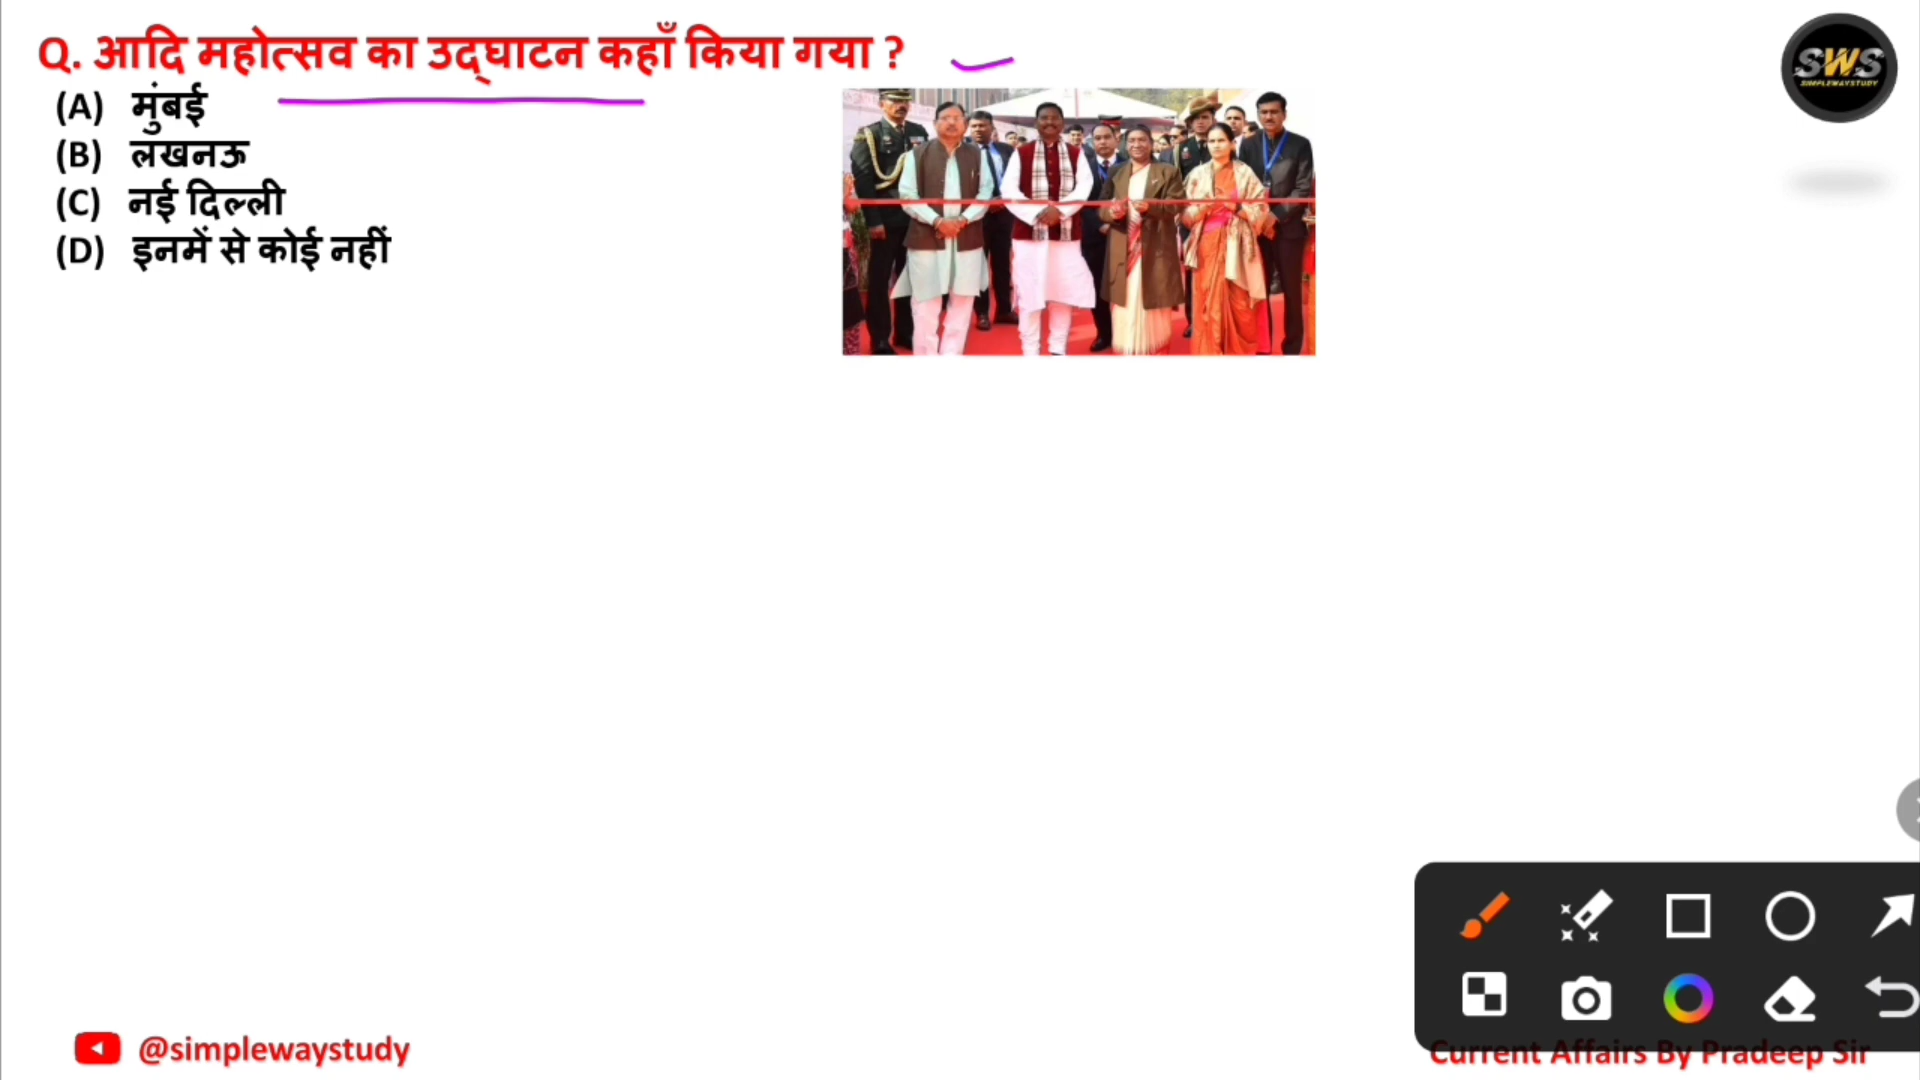 Q. आदि महोत्सव का उद्घाटन कहाँ किया गया ?
(A) मुंबई
(B) लखनऊ
(C) नई दिल्ली
(D) इनमें से कोई नहीं
SWS
SIMPLEWAYSTUDY
@simplewaystudy
Current Affairs By Pradeep Sir